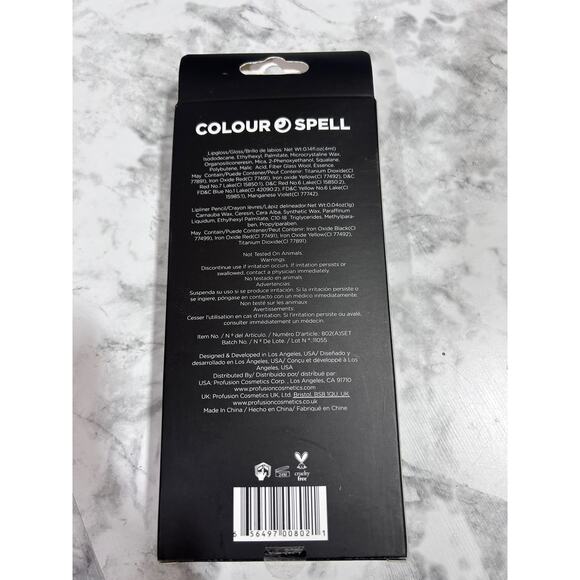 COLOUR SPELL
Lipgloss/Gloss/Brillo de labios: Net Wt.0.14fl.oz(4ml)
Isododecane, Ethylhexyl, Palmitate, Microcrystaline Wax,
Organosiliconeresin, Mica, 2-Phenoxyethanol, Squalane,
Polybutene, Malic Acid, Fiber Glass Wool, Essence.
May Contain/Puede Contener/Peut Contenir: Titanium Dioxide(CI
77891), Iron Oxide Red(CI 77491), Iron oxide Yellow(CI 77492), D&C
Red No.7 Lake(CI 15850:1), D&C Red No.6 Lake(CI 15850:2),
FD&C Blue No.1 Lake(CI 42090:2), FD&C Yellow No.6 Lake(CI
15985:1), Manganese Violet(CI 77742).
Lipliner Pencil/Crayon lèvres/Lápiz delineador Net Wt.0.04oz(1g)
Carnauba Wax, Ceresin, Cera Alba, Synthetic Wax, Paraffinum
Liquidum, Ethylhexyl Palmitate, C10-18 Triglycerides, Methylpara-
ben, Propylparaben.
May Contain/Puede Contener/Peut Contenir: Iron Oxide Black(CI
77499), Iron Oxide Red(CI 77491), Iron Oxide Yellow(CI 77492),
Titanium Dioxide(CI 77891)
Not Tested On Animals.
Warnings:
Discontinue use if irritation occurs. If irritation persists or
swallowed, contact a physician immediately.
No testado en animals
Advertencias:
Suspenda su uso si se produce irritación. Si la irritación persiste o
se ingiere, póngase en contacto con un médico inmediatamente.
Non testé sur les animaux
Avertissements:
Cesser l'utilisation en cas d'irritation. Si l'irritation persiste ou avalé,
consulter immédiatement un médecin.
Item No. / N º del Articulo. / Numéro D'article.: 802(A)SET
Batch No. / N º De Lote. / Lot N º.:11055
Designed & Developed in Los Angeles, USA/ Diseñado y
desarrollado en Los Ángeles, USA/ Conçu et développé à Los
Angeles, USA
Distributed By/ Distribuido por/ distribué par:
USA: Profusion Cosmetics Corp. , Los Angeles, CA 91710
www.profusioncosmetics.com
UK: Profusion Cosmetics UK, Ltd. Bristol, BS8 1QU, UK.
www.profusioncosmetics.co.uk
Made In China / Hecho en China/ Fabriqué en Chine
24M
cruelty
free
6 56497 00802 1